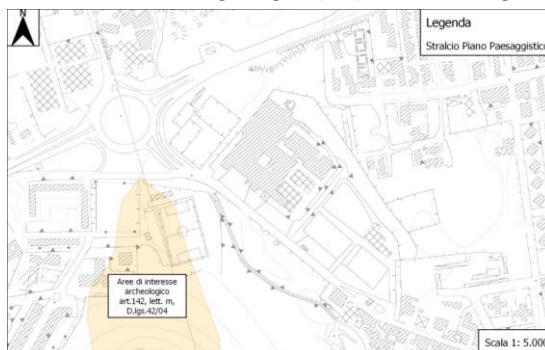 N
Legenda
Stralcio Piano Paesaggistico
Aree di interesse
archeologico
art.142, lett. m,
D.lgs.42/04
Scala 1: 5.000